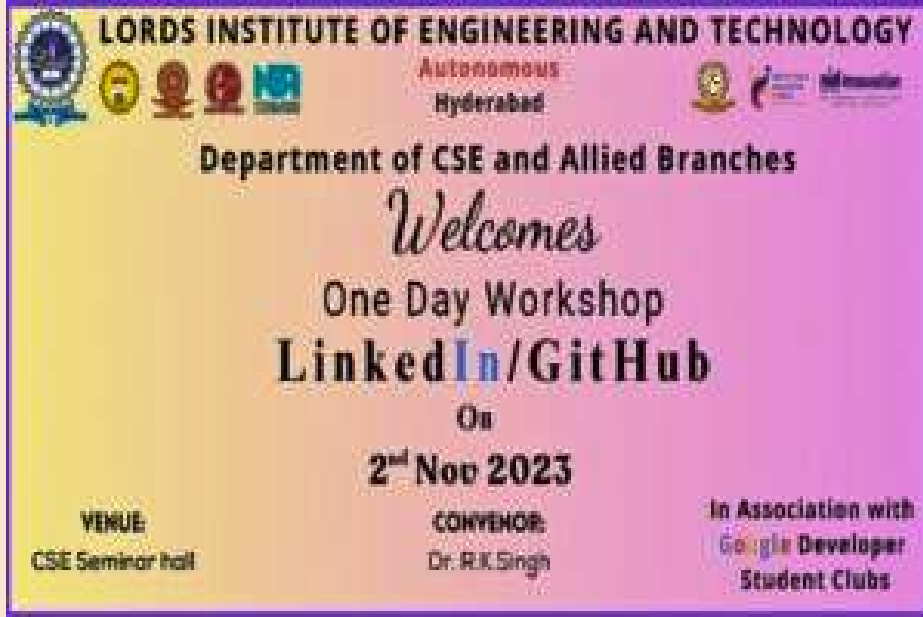 LORDS INSTITUTE OF ENGINEERING AND TECHNOLOGY
Autonomous
Hyderabad
Department of CSE and Allied Branches
Welcomes
One Day Workshop
LinkedIn/GitHub
On
2nd Nov 2023
VENUE:
CSE Seminar hall
CONVENOR:
Dr. R.K.Singh
In Association with
Google Developer
Student Clubs